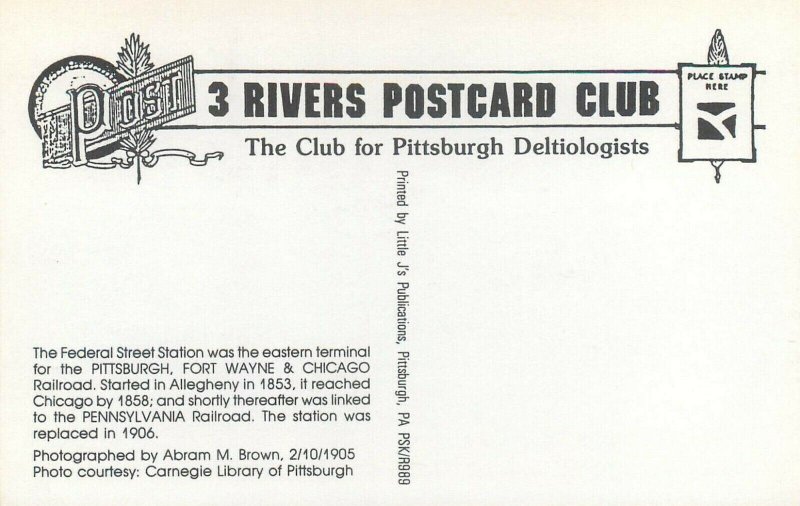 Past
3 RIVERS POSTCARD CLUB
PLACE STAMP
HERE
The Club for Pittsburgh Deltiologists
Printed by Little J's Publications, Pittsburgh, PA PSK/R989
The Federal Street Station was the eastern terminal
for the PITTSBURGH, FORT WAYNE & CHICAGO
Railroad. Started in Allegheny in 1853, it reached
Chicago by 1858; and shortly thereafter was linked
to the PENNSYLVANIA Railroad. The station was
replaced in 1906.
Photographed by Abram M. Brown, 2/10/1905
Photo courtesy: Carnegie Library of Pittsburgh